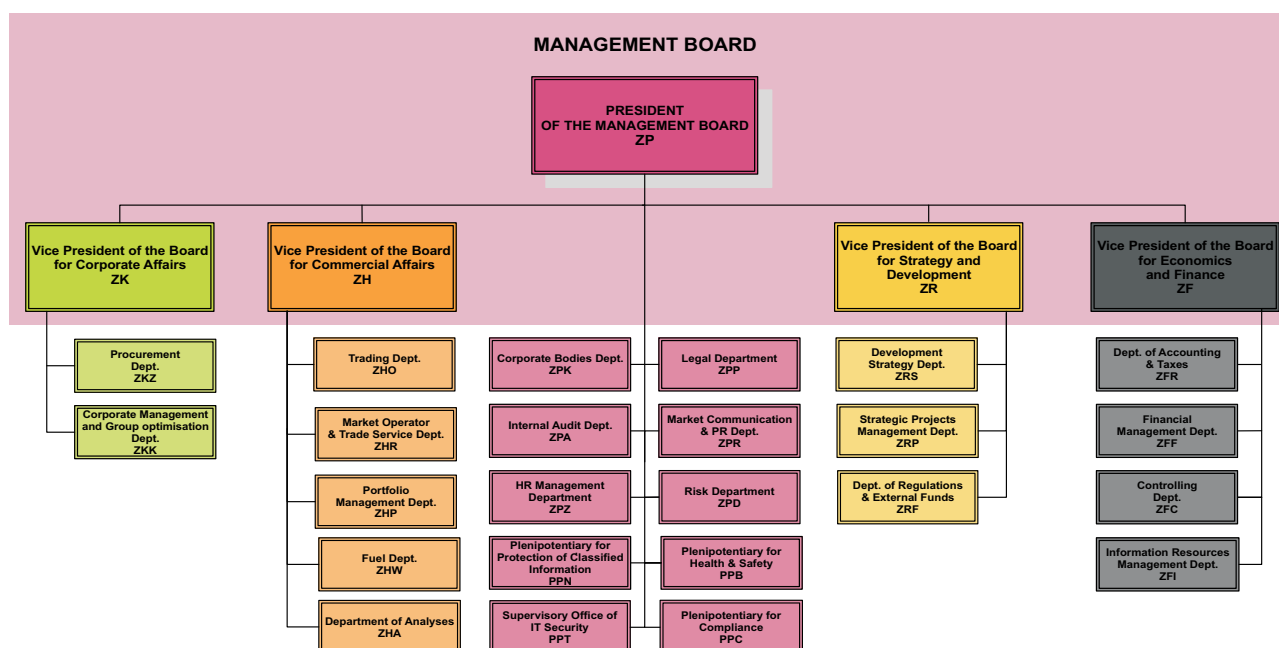 MANAGEMENT BOARD
PRESIDENT
OF THE MANAGEMENT BOARD
ZP
Vice President of the Board
for Corporate Affairs
ZK
Vice President of the Board
for Commercial Affairs
ZH
Vice President of the Board
for Strategy and
Development
ZR
Vice President of the Board
for Economics
and Finance
ZF
Procurement
Dept.
ZKZ
Corporate Management
and Group optimisation
Dept.
ZKK
Trading Dept.
ZHO
Market Operator
& Trade Service Dept.
ZHR
Portfolio
Management Dept.
ZHP
Fuel Dept.
ZHW
Department of Analyses
ZHA
Corporate Bodies Dept.
ZPK
Internal Audit Dept.
ZPA
HR Management
Department
ZPZ
Plenipotentiary for
Protection of Classified
Information
PPN
Supervisory Office of
IT Security
PPT
Legal Department
ZPP
Market Communication
& PR Dept.
ZPR
Risk Department
ZPD
Plenipotentiary for
Health & Safety
PPB
Plenipotentiary for
Compliance
PPC
Development
Strategy Dept.
ZRS
Strategic Projects
Management Dept.
ZRP
Dept. of Regulations
& External Funds
ZRF
Dept. of Accounting
& Taxes
ZFR
Financial
Management Dept.
ZFF
Controlling
Dept.
ZFC
Information Resources
Management Dept.
ZFI